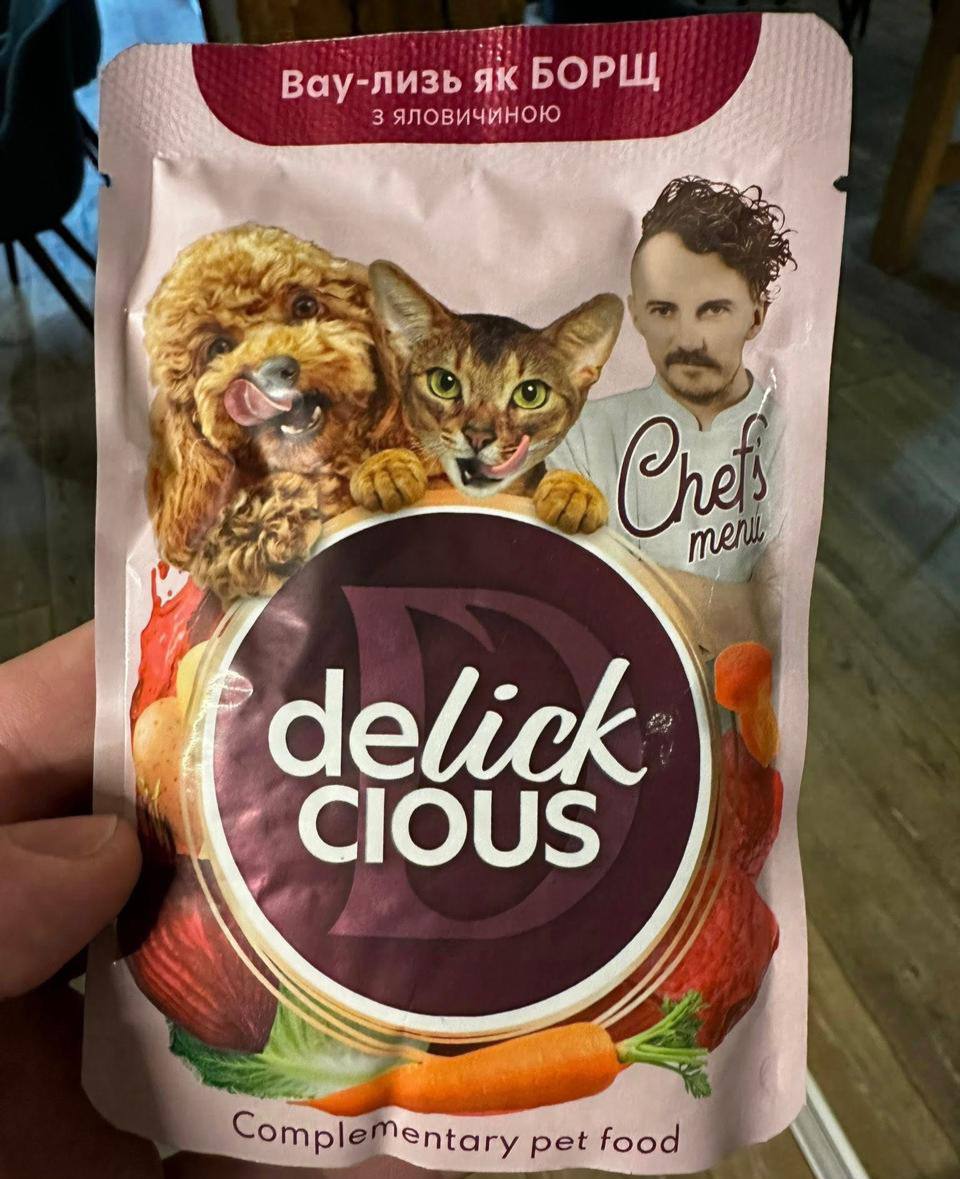 Вау-лизь як БОРЩ
з яловичиною
Chef's
menu
delick
cious
Complementary pet food